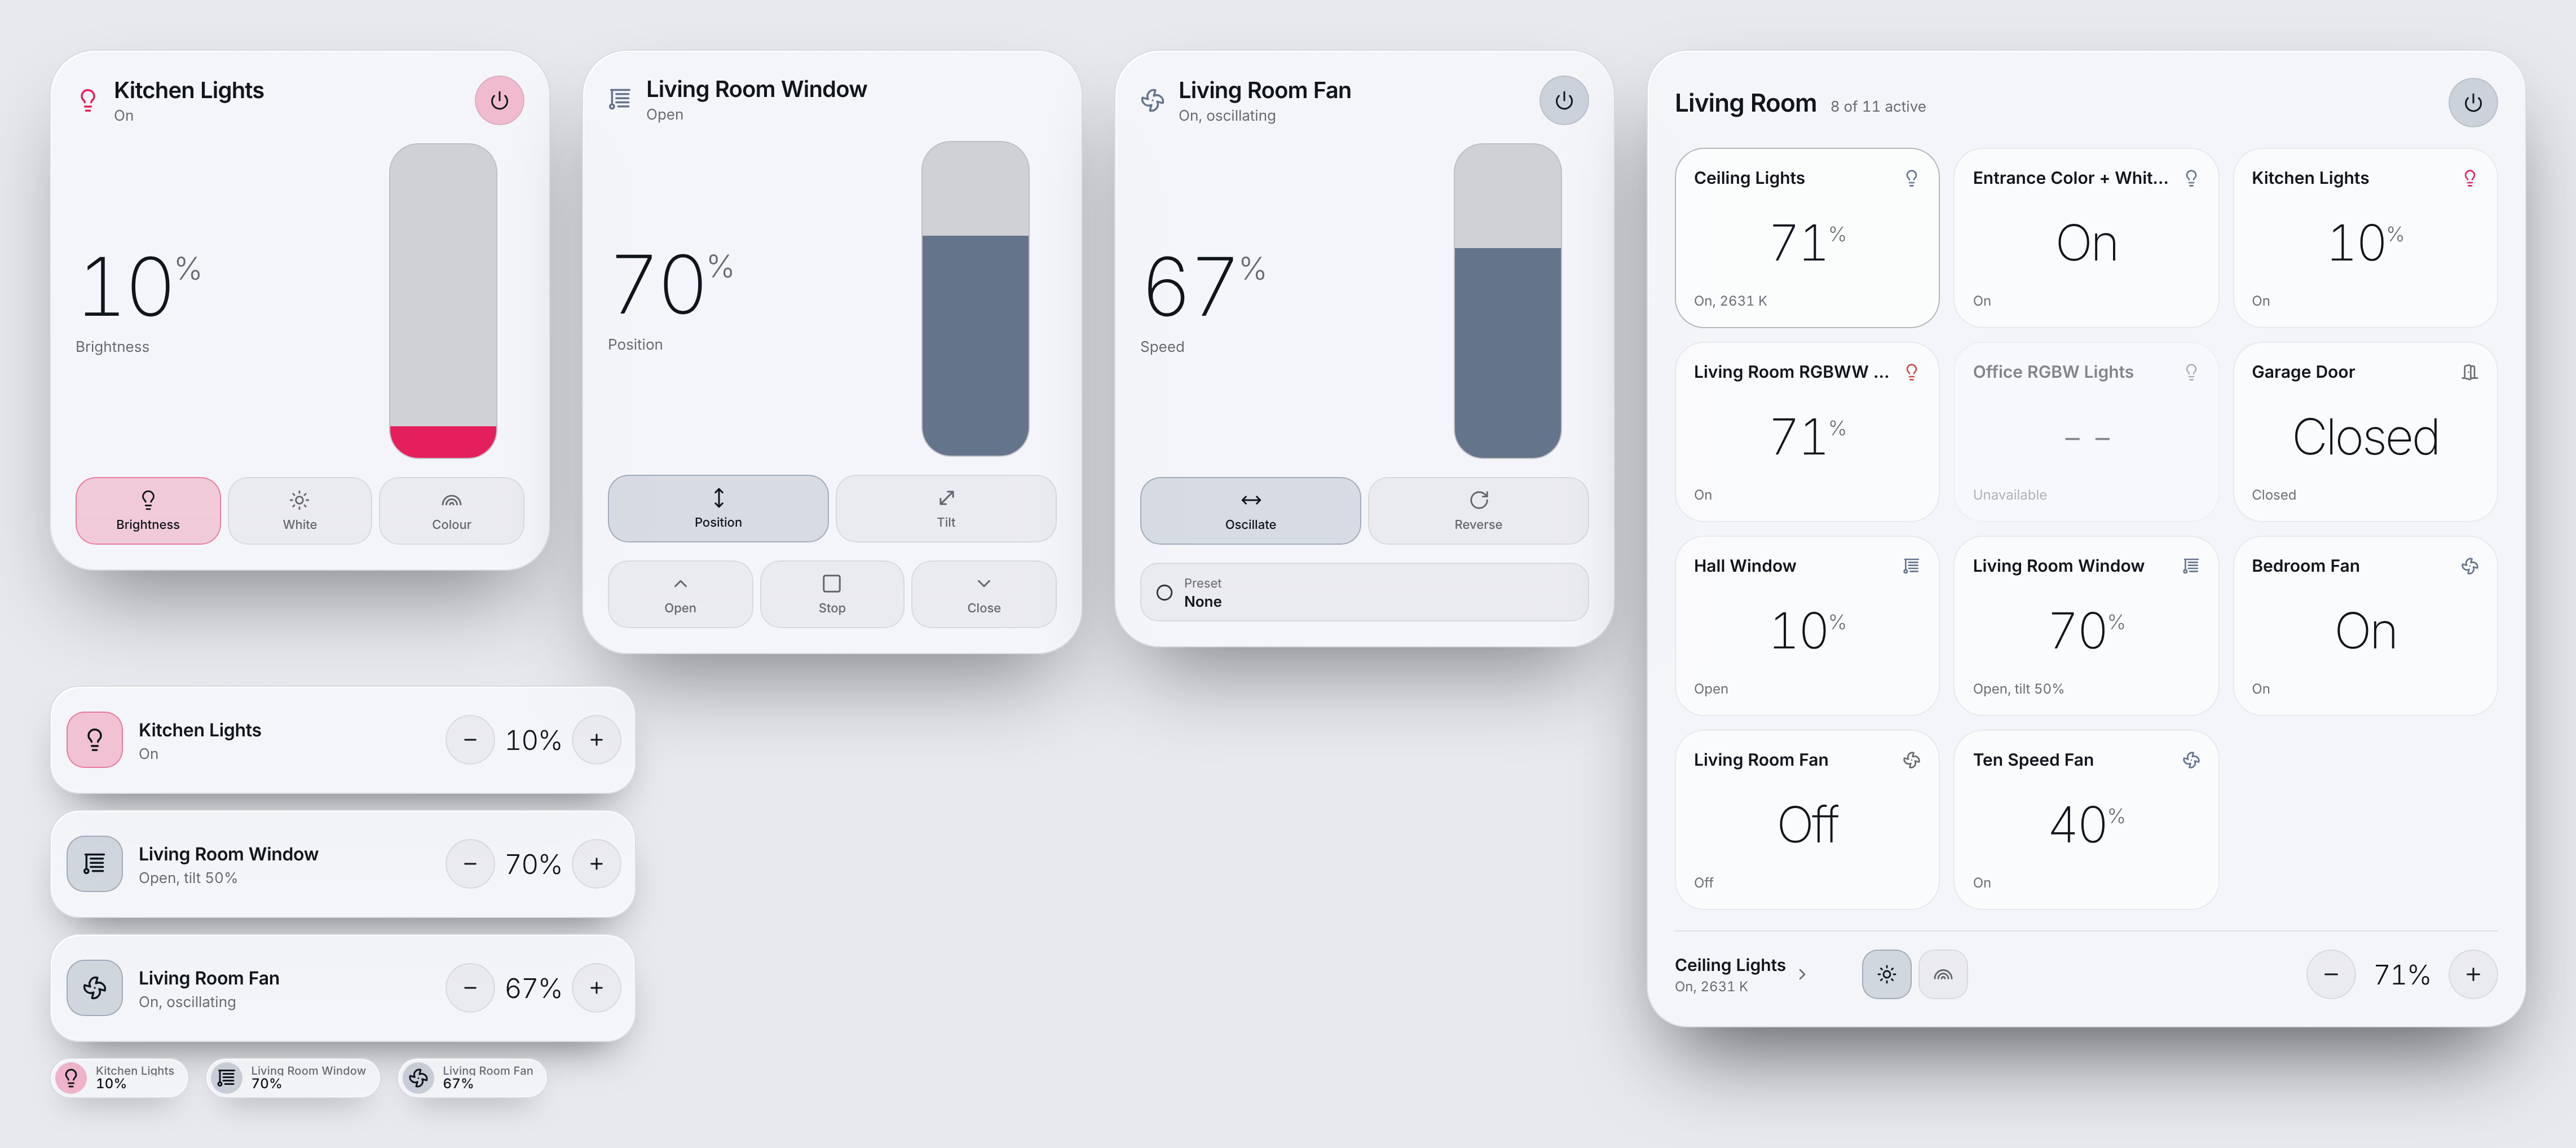 Kitchen Lights
On
10%
Brightness
Brightness
White
Colour
Living Room Window
Open
70%
Position
Position
Tilt
Open
Stop
Close
Living Room Fan
On, oscillating
67%
Speed
Oscillate
Reverse
Preset
None
Kitchen Lights
On
10%
Living Room Window
Open, tilt 50%
70%
Living Room Fan
On, oscillating
67%
Kitchen Lights
10%
Living Room Window
70%
Living Room Fan
67%
Living Room 8 of 11 active
Ceiling Lights
71%
On, 2631 K
Entrance Color + Whit...
On
On
Kitchen Lights
10%
On
Living Room RGBWW ...
71%
On
Office RGBW Lights
– –
Unavailable
Garage Door
Closed
Closed
Hall Window
10%
Open
Living Room Window
70%
Open, tilt 50%
Bedroom Fan
On
On
Living Room Fan
Off
Off
Ten Speed Fan
40%
On
Ceiling Lights
On, 2631 K
71%